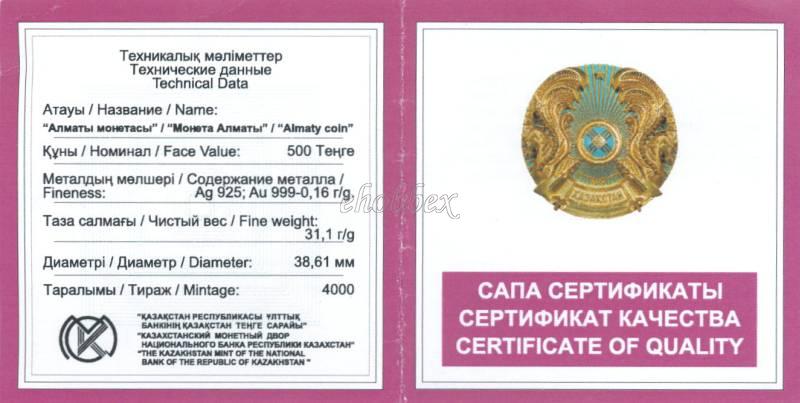 Техникалық мәліметтер
Технические данные
Technical Data
Атауы / Название / Name:
“Алматы монетасы” / “Монета Алматы” / “Almaty coin”
Құны / Номинал / Face Value: 500 Теңге
Металдың мөлшері / Содержание металла /
Fineness: Ag 925; Au 999-0,16 г/g,
Таза салмағы / Чистый вес / Fine weight:
31,1 г/g
Диаметрі / Диаметр / Diameter: 38,61 мм
Таралымы / Тираж / Mintage: 4000
"ҚАЗАҚСТАН РЕСПУБЛИКАСЫ ҰЛТТЫҚ
БАНКІНІҢ ҚАЗАҚСТАН ТЕҢГЕ САРАЙЫ"
"КАЗАХСТАНСКИЙ МОНЕТНЫЙ ДВОР
НАЦИОНАЛЬНОГО БАНКА РЕСПУБЛИКИ КАЗАХСТАН"
"THE KAZAKHSTAN MINT OF THE NATIONAL
BANK OF THE REPUBLIC OF KAZAKHSTAN "
ҚАЗАҚСТАН
САПА СЕРТИФИКАТЫ
СЕРТИФИКАТ КАЧЕСТВА
CERTIFICATE OF QUALITY